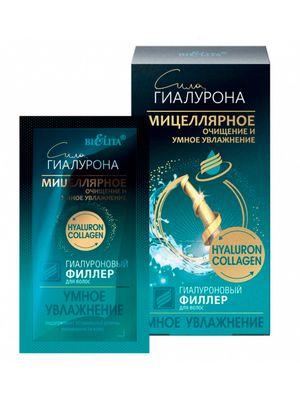 BIELITA
Сила
ГИАЛУРОНА
МИЦЕЛЛЯРНОЕ
ОЧИЩЕНИЕ И
УМНОЕ УВЛАЖНЕНИЕ
HYALURON
COLLAGEN
ГИАЛУРОНОВЫЙ
ФИЛЛЕР
ДЛЯ ВОЛОС
УМНОЕ
УВЛАЖНЕНИЕ
Сила
ГИАЛУРОНА
МИЦЕЛЛЯРНОЕ
ОЧИЩЕНИЕ И
УМНОЕ УВЛАЖНЕНИЕ
HYALURON
COLLAGEN
ГИАЛУРОНОВЫЙ
ФИЛЛЕР
ДЛЯ ВОЛОС
УМНОЕ УВЛАЖНЕНИЕ